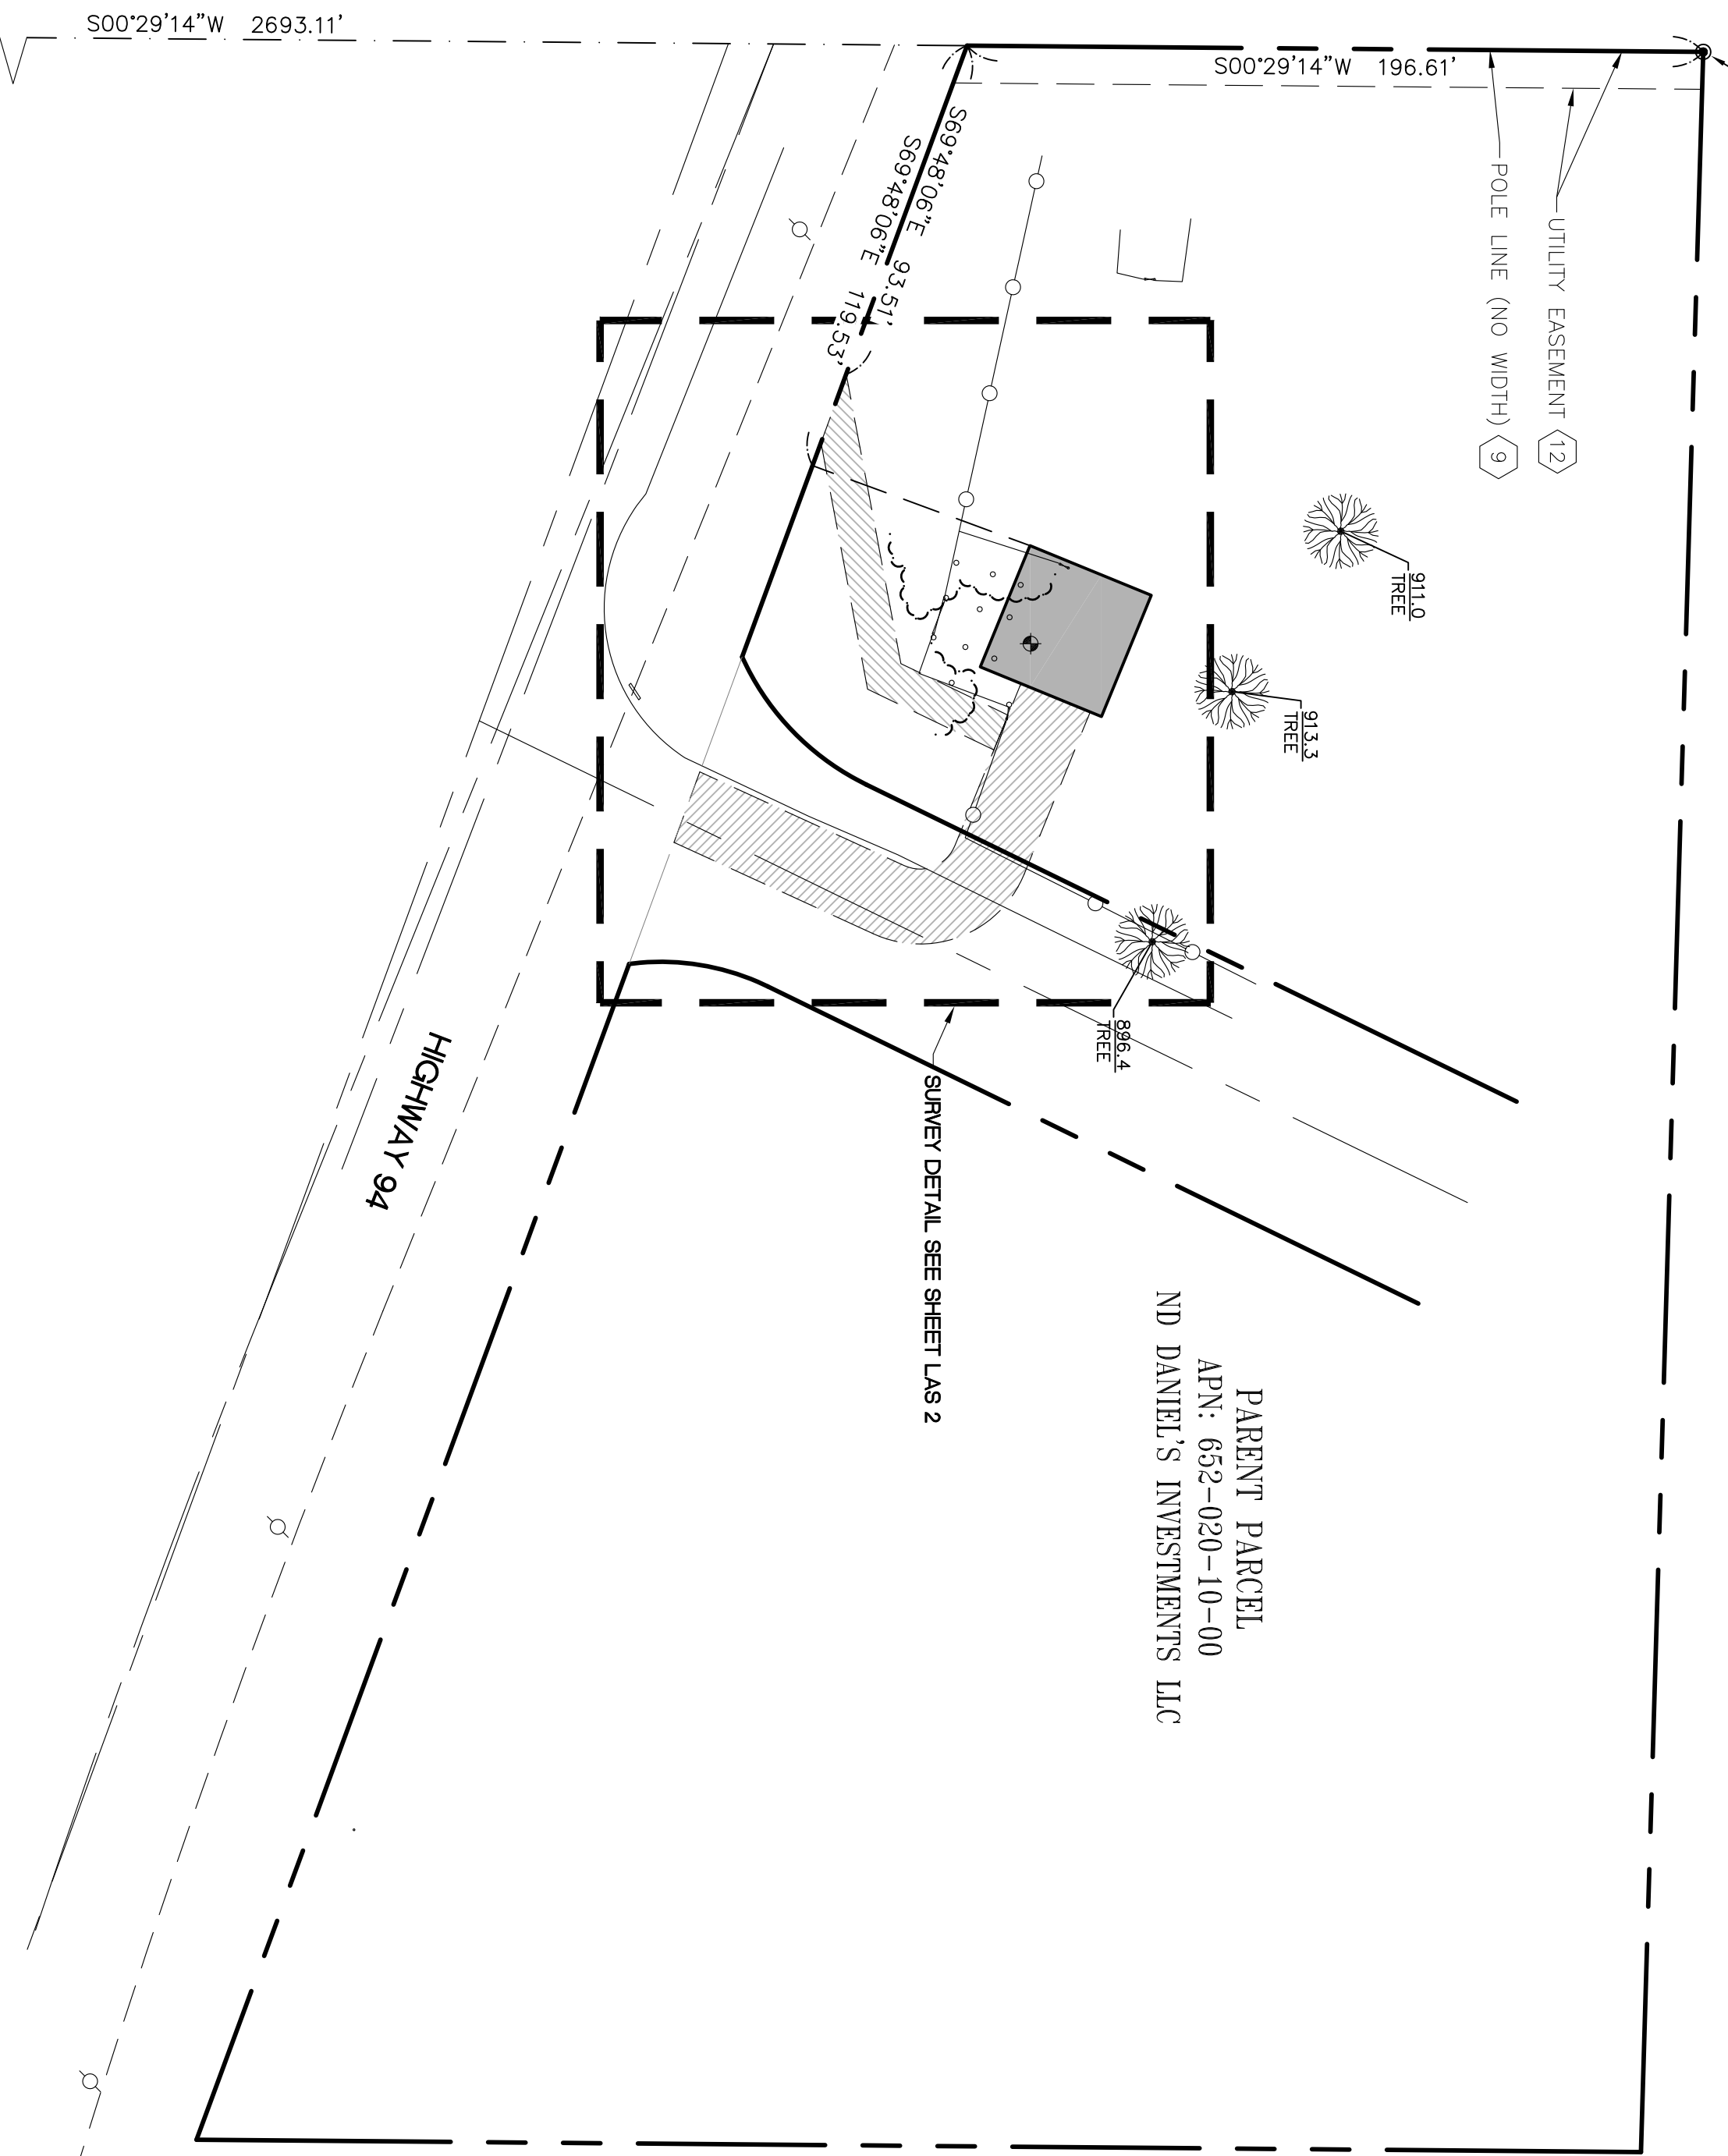 S00°29'14"W 2693.11'
S00°29'14"W 196.61'
S69°48'06"E 93.51'
S69°48'06"E 119.53'
UTILITY EASEMENT 12
POLE LINE (NO WIDTH) 9
911.0
TREE
913.3
TREE
896.4
TREE
HIGHWAY 94
SURVEY DETAIL SEE SHEET LAS 2
PARENT PARCEL
APN: 652-020-10-00
ND DANIEL'S INVESTMENTS LLC